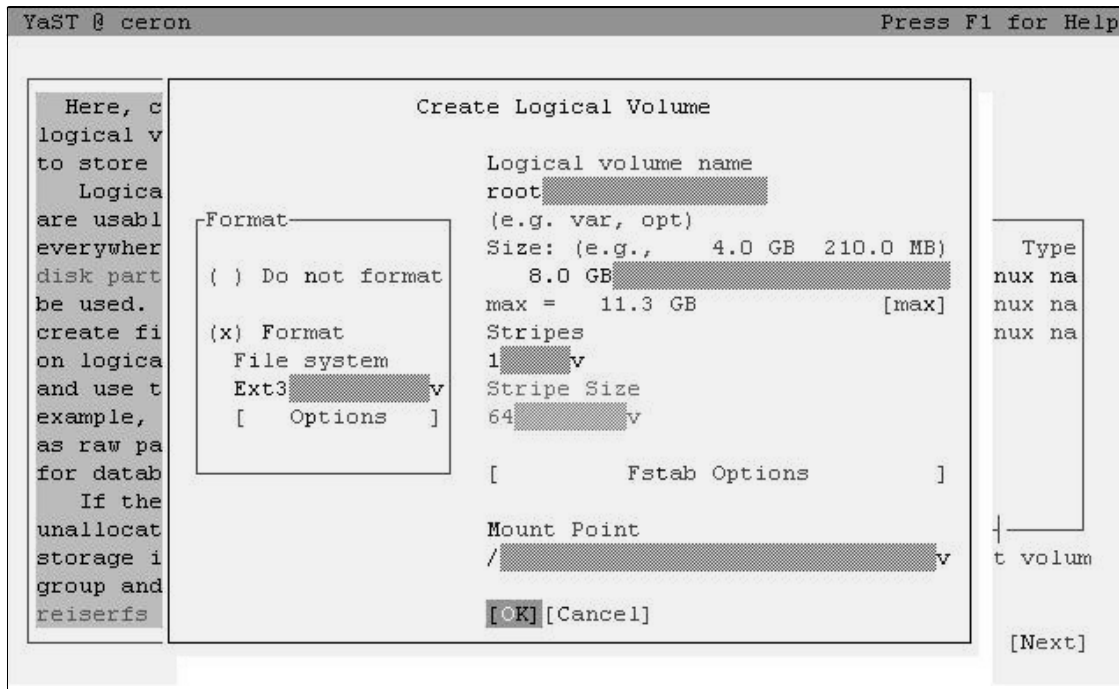 YaST @ ceron Press F1 for Help
Create Logical Volume
Here, c
logical v
to store
Logica
are usabl
everywher
disk part
be used.
create fi
on logica
and use t
example,
as raw pa
for datab
If the
unallocat
storage i
group and
reiserfs
Format
( ) Do not format
(x) Format
File system
Ext3 v
[ Options ]
Logical volume name
root
(e.g. var, opt)
Size: (e.g., 4.0 GB 210.0 MB)
8.0 GB
max = 11.3 GB [max]
Stripes
1 v
Stripe Size
64 v
[ Fstab Options ]
Mount Point
/ v
[OK][Cancel]
Type
nux na
nux na
nux na
t volum
[Next]